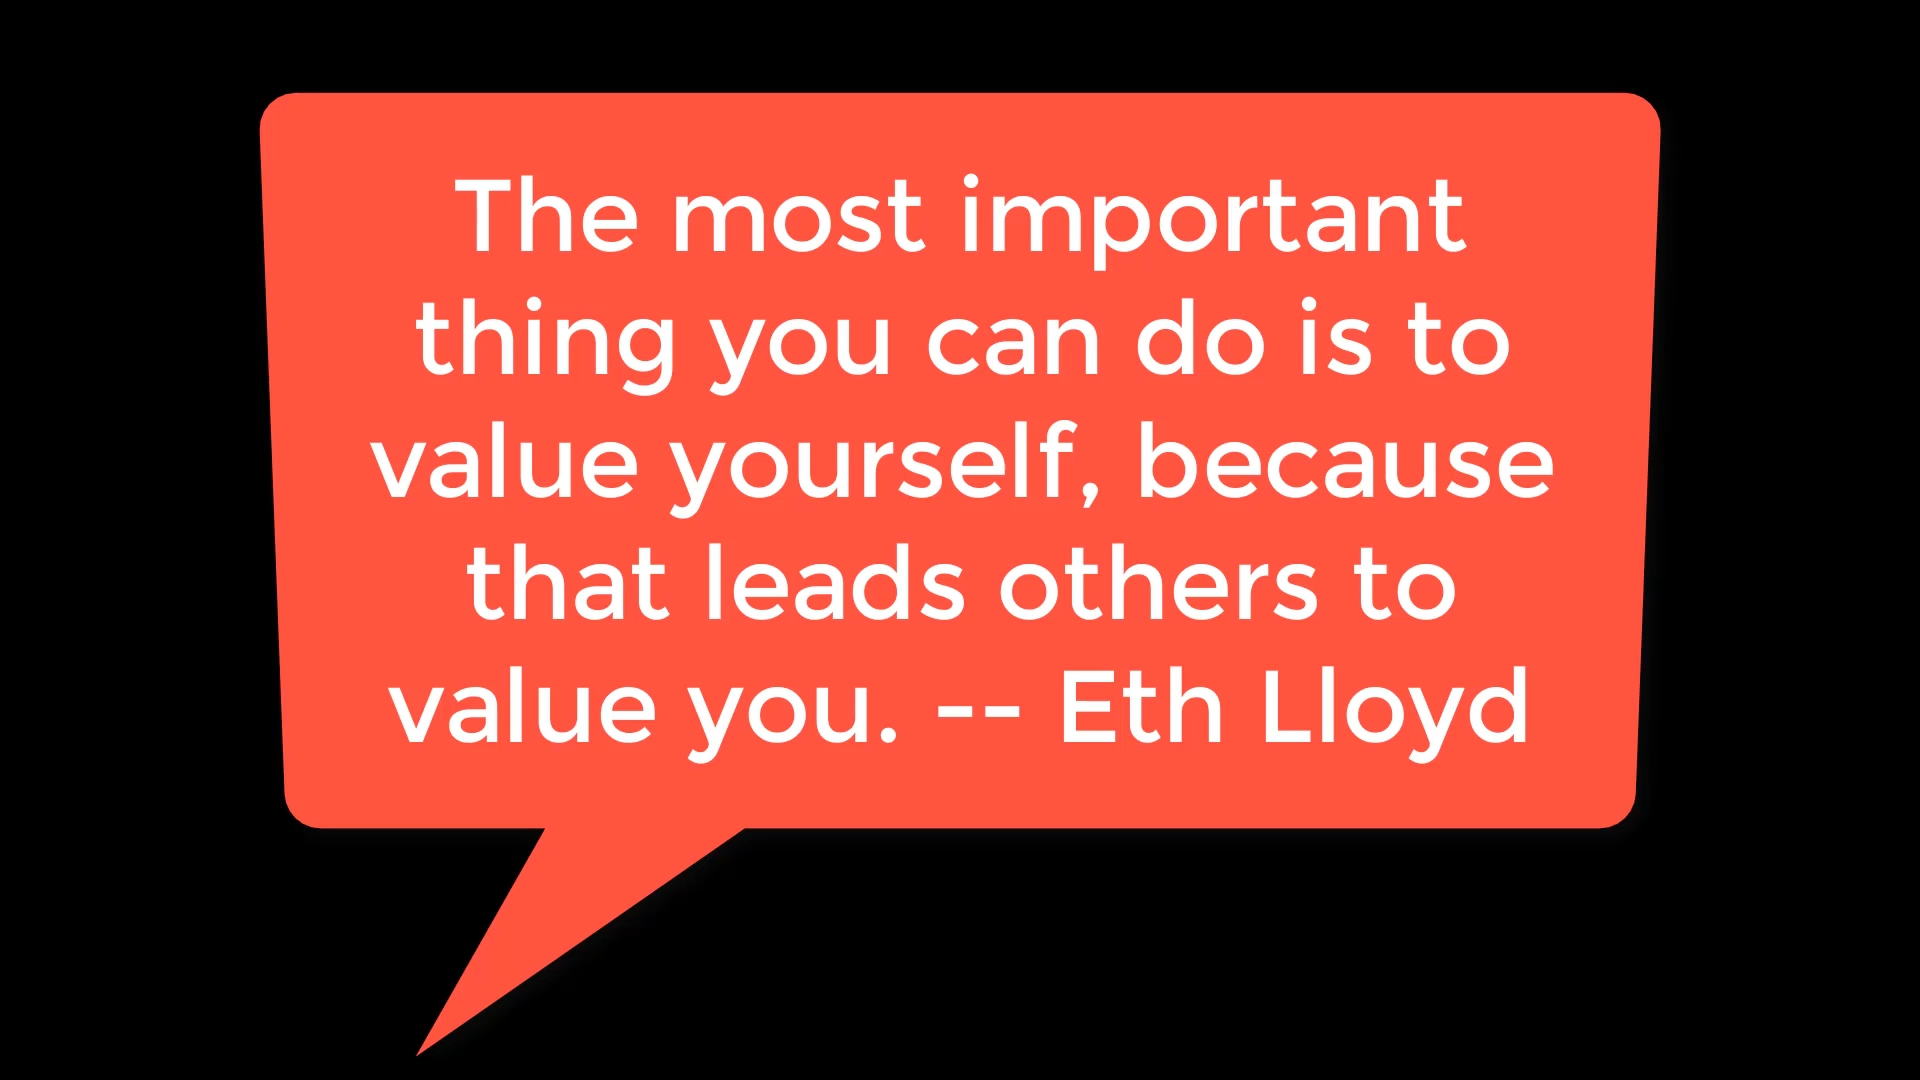 The most important
thing you can do is to
value yourself, because
that leads others to
value you. -- Eth Lloyd